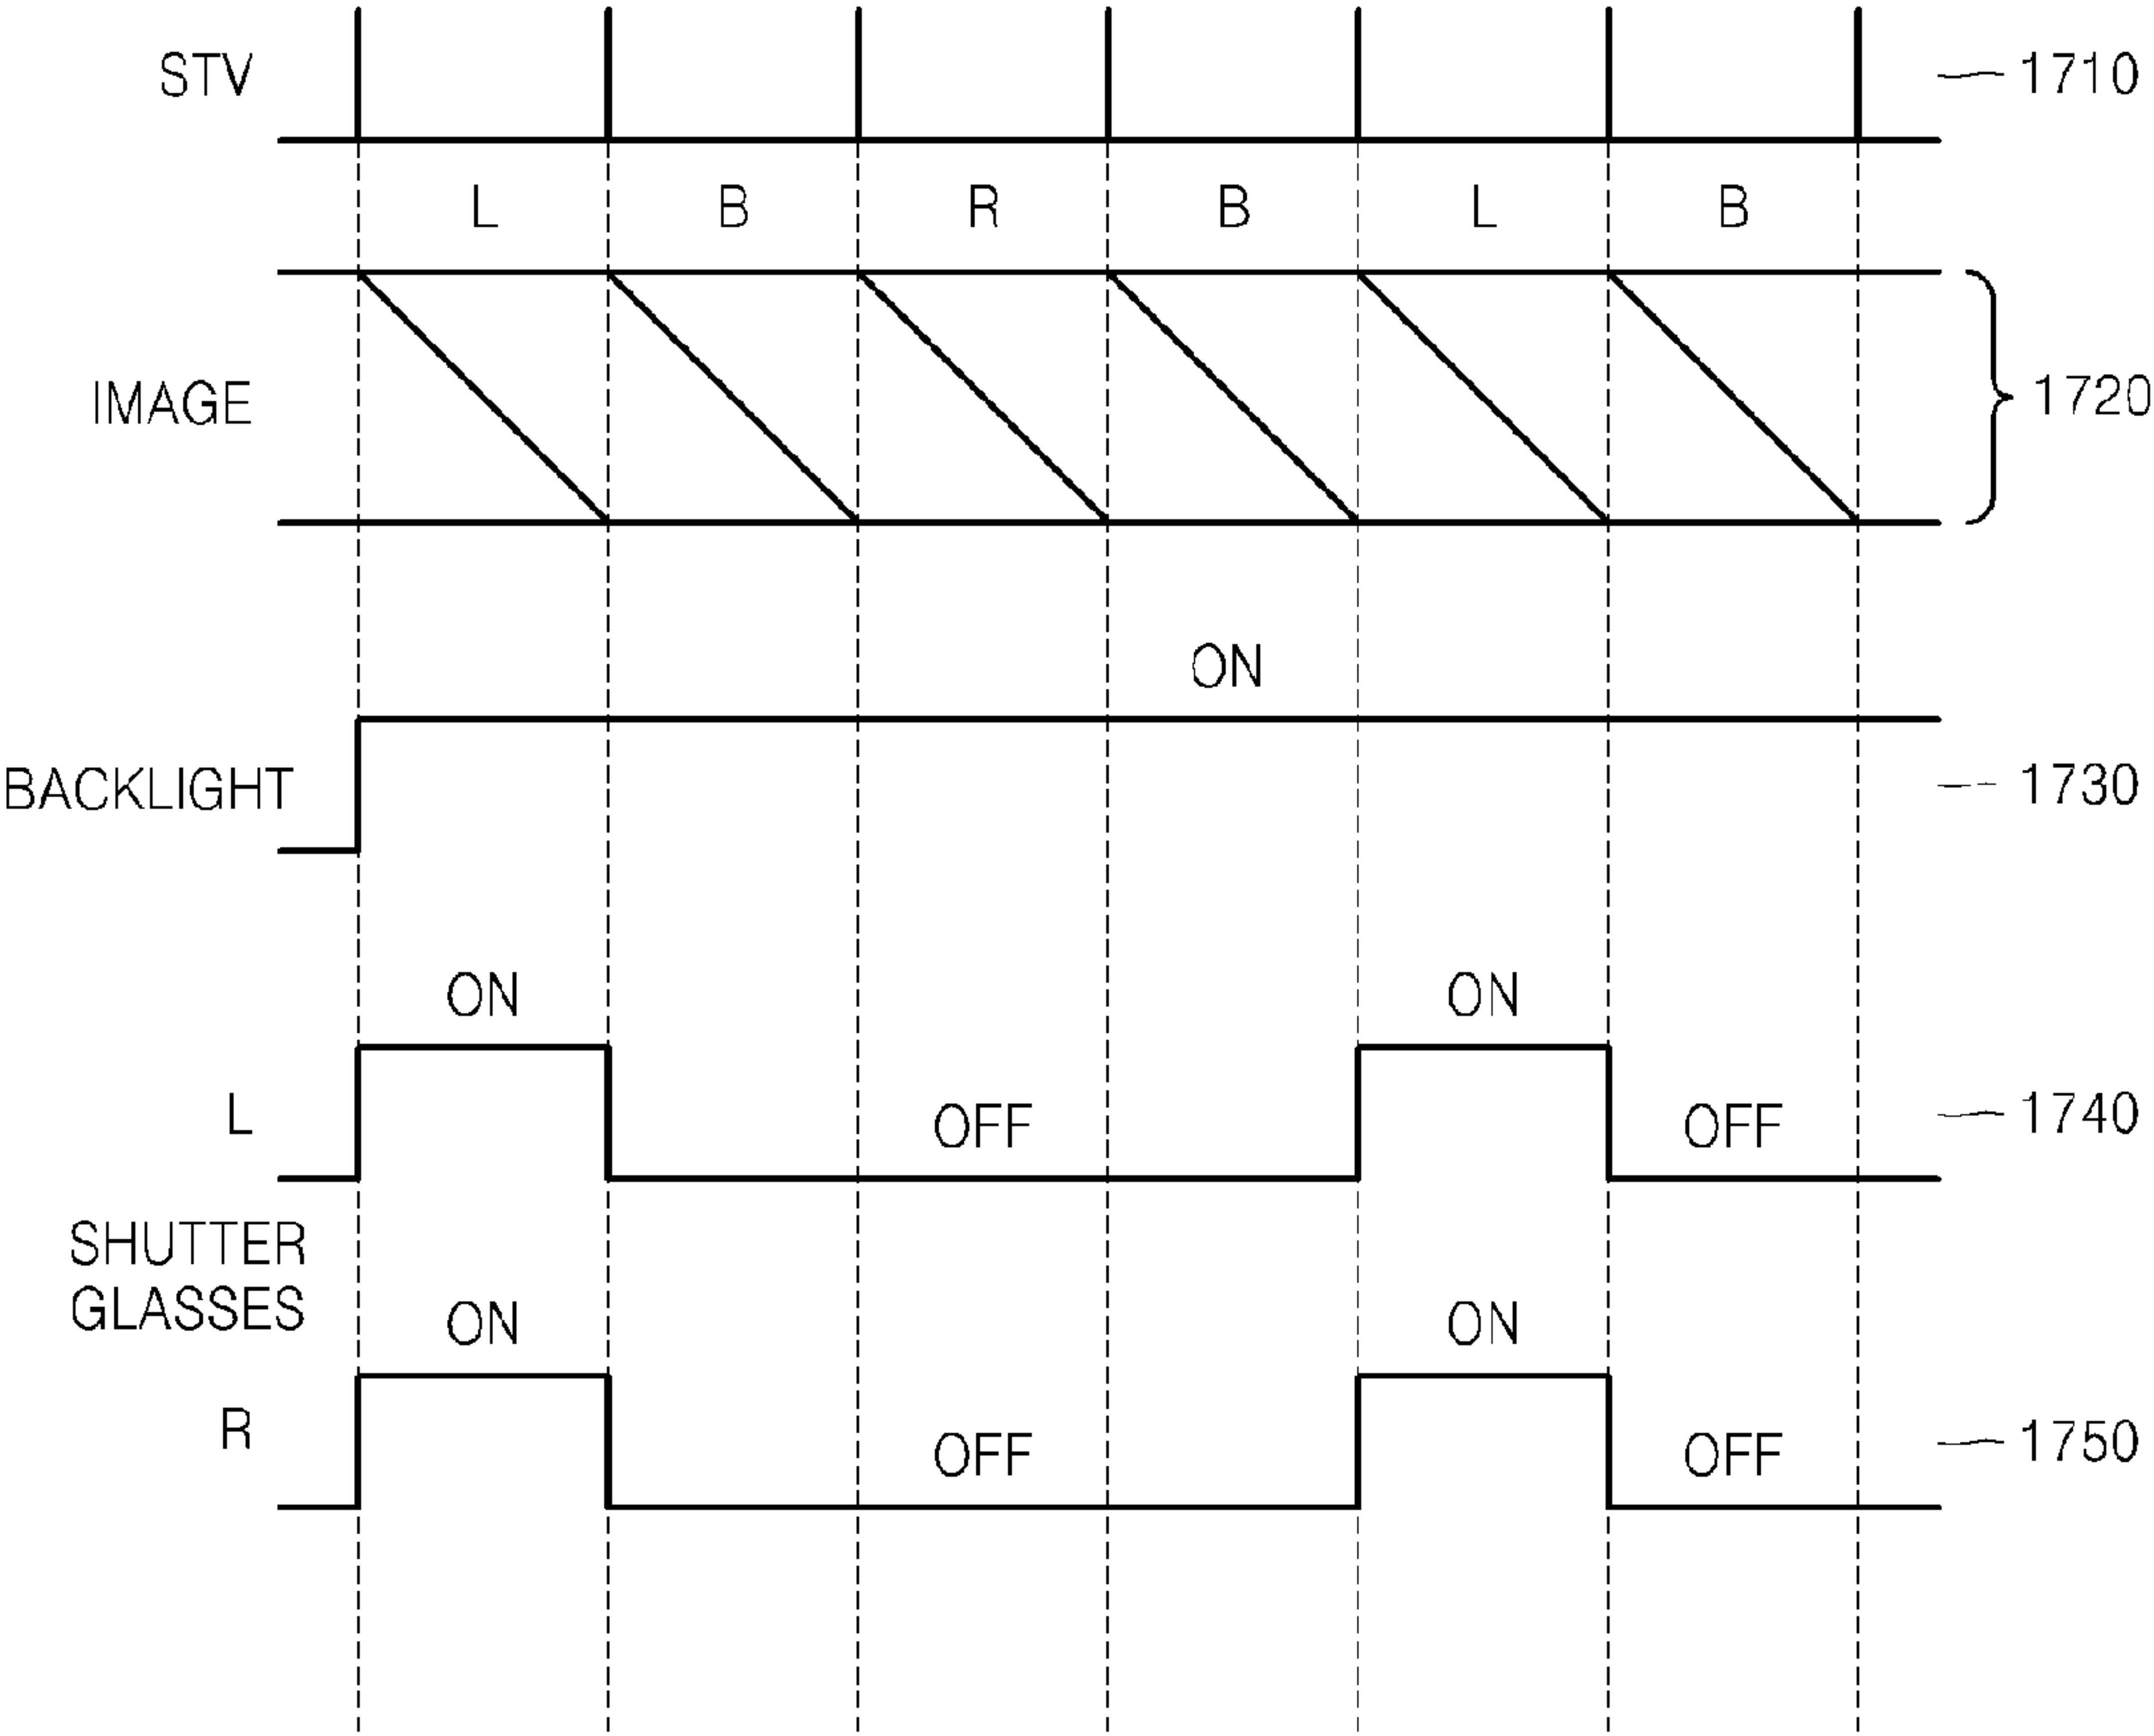 STV
1710
L B R B L B
IMAGE
1720
ON
BACKLIGHT
1730
ON ON
L
OFF OFF
1740
SHUTTER
GLASSES
ON ON
R
OFF OFF
1750